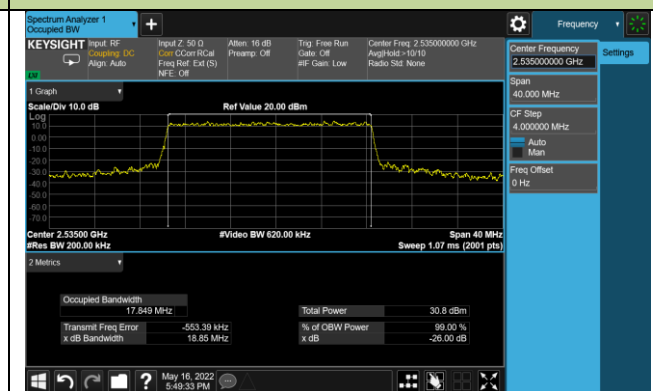 Spectrum Analyzer 1
Occupied BW
+
Frequency
KEYSIGHT
Input: RF
Coupling: DC
Align: Auto
Input Z: 50 Ω
Corr CCorr RCal
Freq Ref: Ext (S)
NFE: Off
Atten: 16 dB
Preamp: Off
Trig: Free Run
Gate: Off
#IF Gain: Low
Center Freq: 2.535000000 GHz
Avg|Hold:>10/10
Radio Std: None
Center Frequency
2.535000000 GHz
Settings
Span
40.000 MHz
CF Step
4.000000 MHz
Auto
Man
Freq Offset
0 Hz
1 Graph
Scale/Div 10.0 dB
Ref Value 20.00 dBm
Log
10.0
0.00
-10.0
-20.0
-30.0
-40.0
-50.0
-60.0
-70.0
Center 2.53500 GHz
#Video BW 620.00 kHz
Span 40 MHz
#Res BW 200.00 kHz
Sweep 1.07 ms (2001 pts)
2 Metrics
Occupied Bandwidth
17.849 MHz
Total Power 30.8 dBm
Transmit Freq Error -553.39 kHz
% of OBW Power 99.00 %
x dB Bandwidth 18.85 MHz
x dB -26.00 dB
?
May 16, 2022
5:49:33 PM